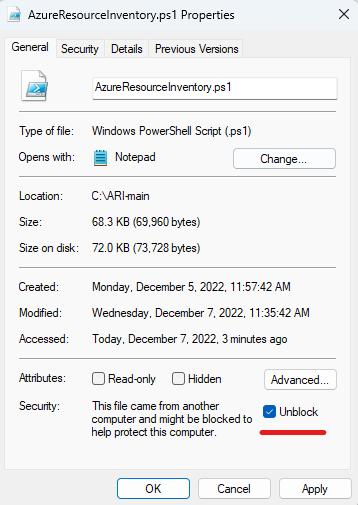 AzureResourceInventory.ps1 Properties
General Security Details Previous Versions
AzureResourceInventory.ps1
Type of file: Windows PowerShell Script (.ps1)
Opens with: Notepad Change...
Location: C:\ARI-main
Size: 68.3 KB (69,960 bytes)
Size on disk: 72.0 KB (73,728 bytes)
Created: Monday, December 5, 2022, 11:57:42 AM
Modified: Wednesday, December 7, 2022, 11:35:42 AM
Accessed: Today, December 7, 2022, 3 minutes ago
Attributes: Read-only Hidden Advanced...
Security: This file came from another Unblock
computer and might be blocked to
help protect this computer.
OK Cancel Apply